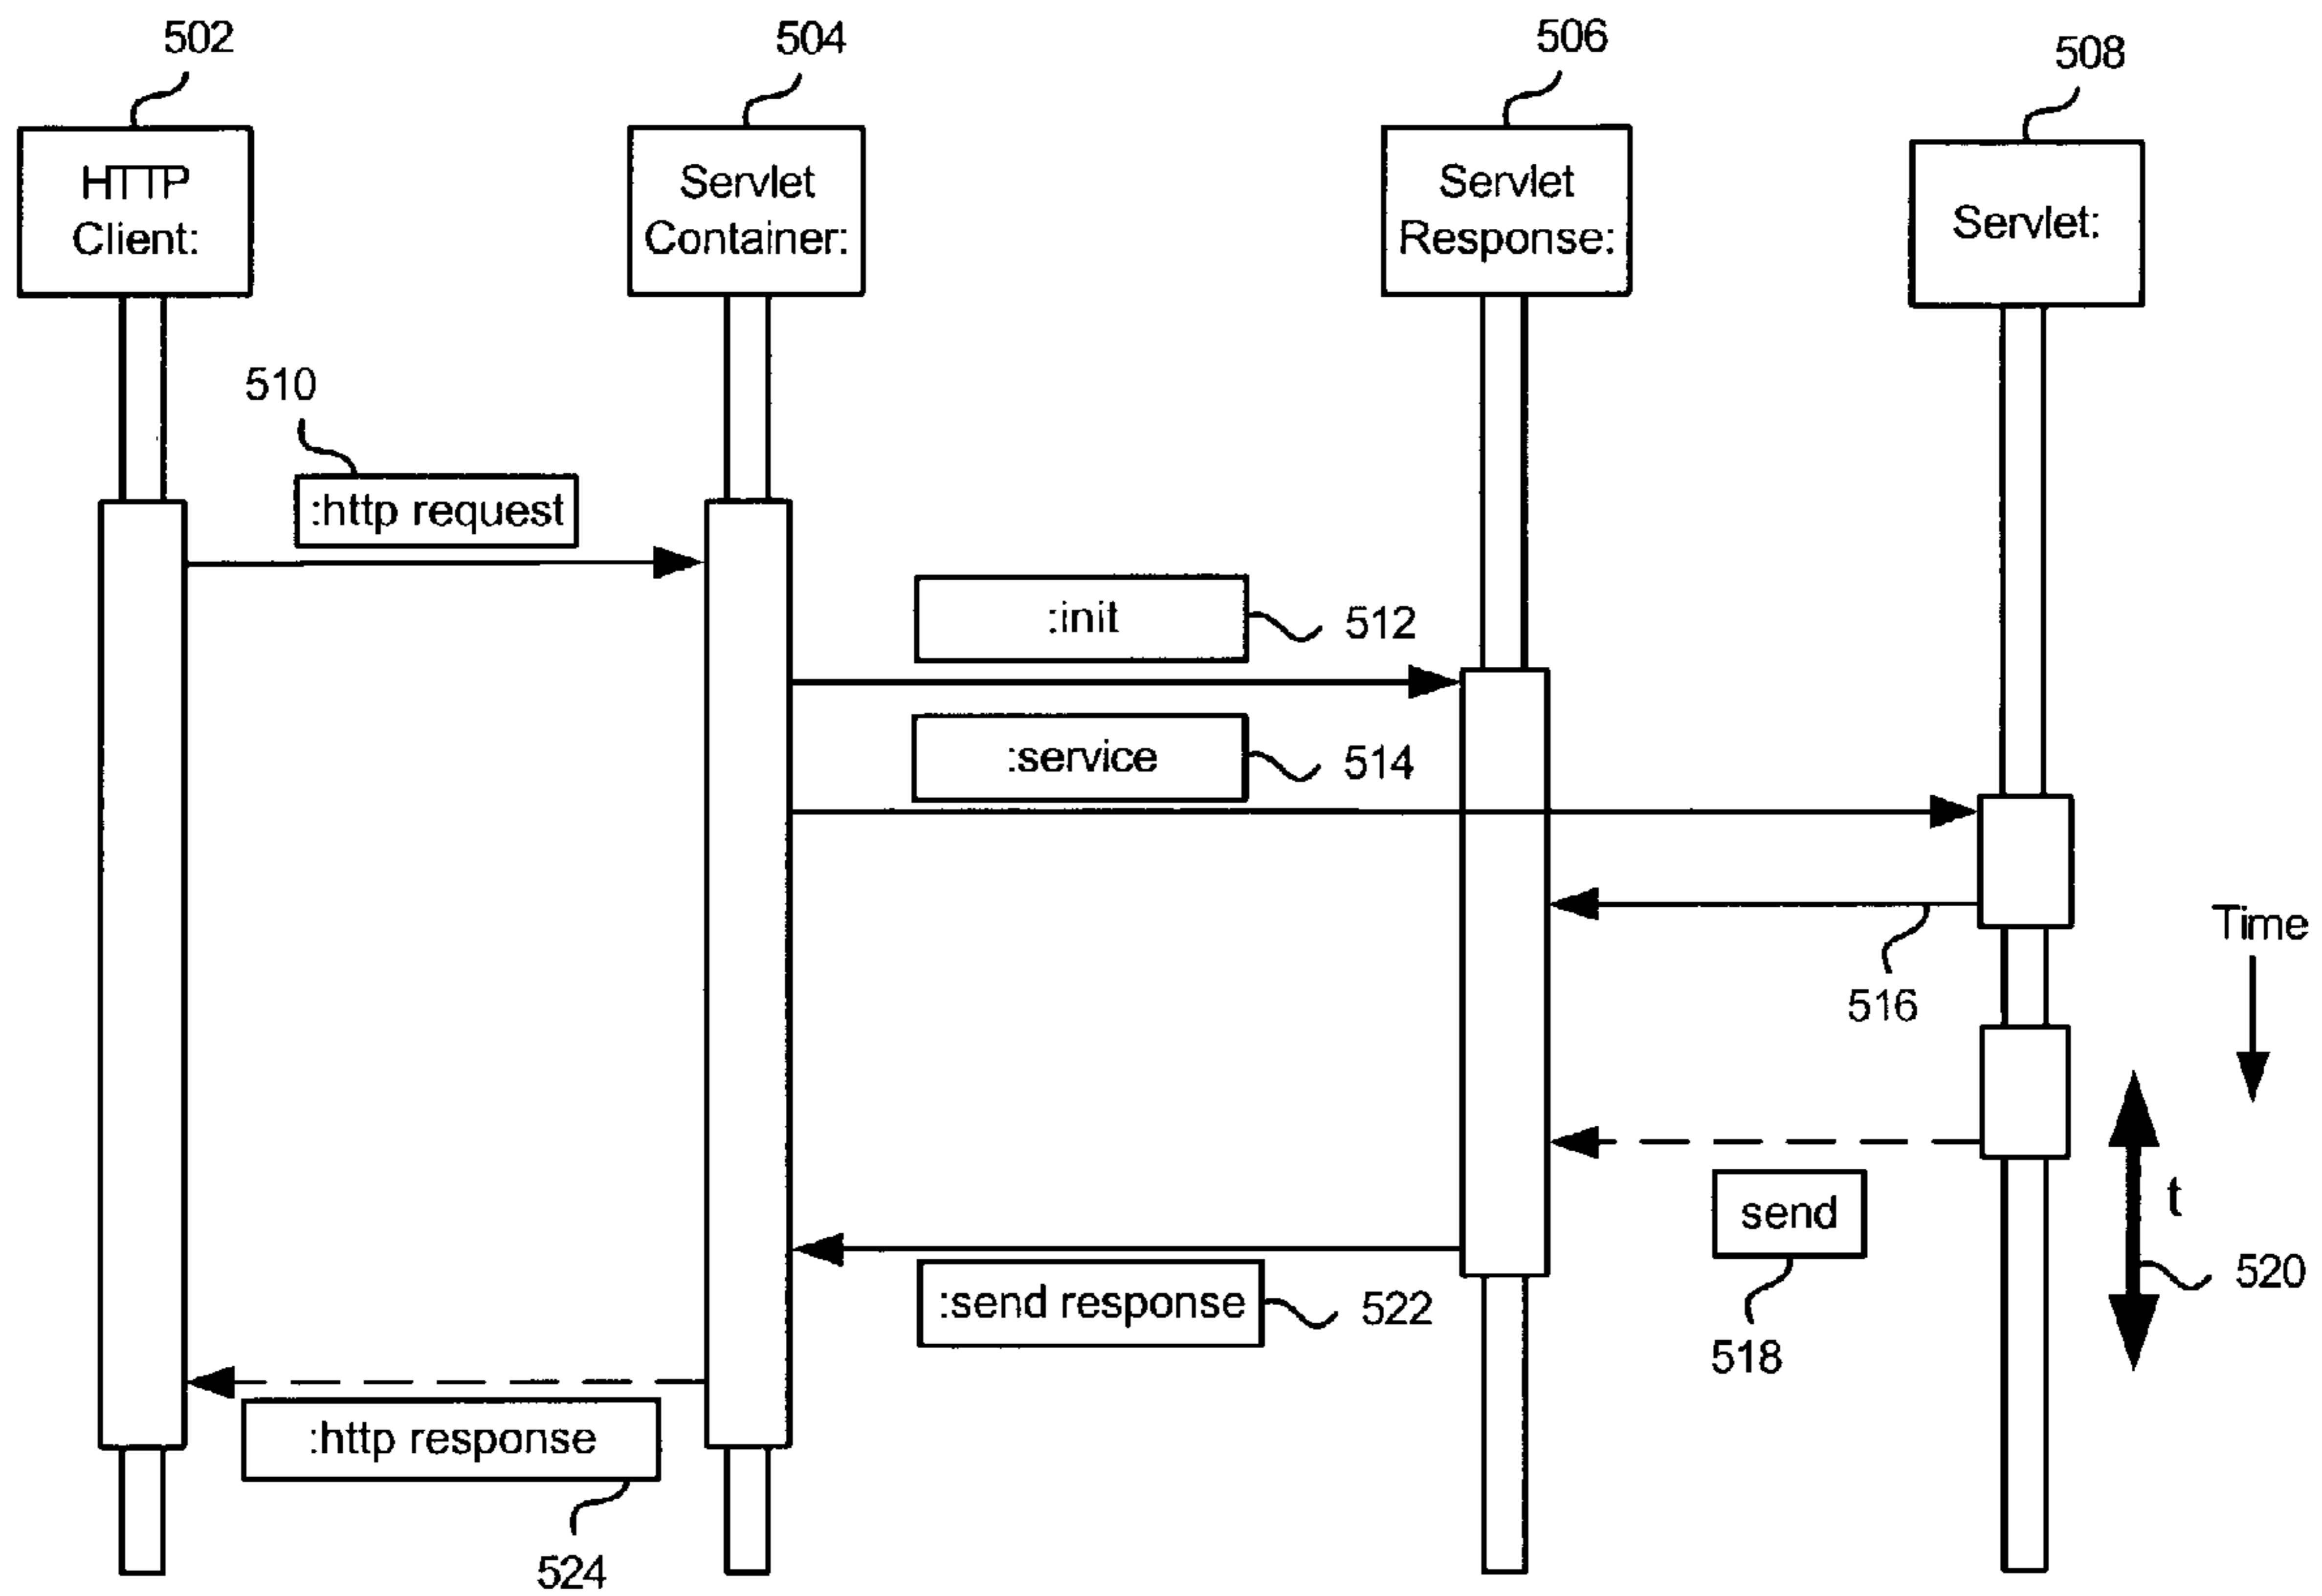 502
504
506
508
HTTP
Client:
Servlet
Container:
Servlet
Response:
Servlet:
510
:http request
:init
512
:service
514
516
Time
send
518
t
520
:send response
522
:http response
524